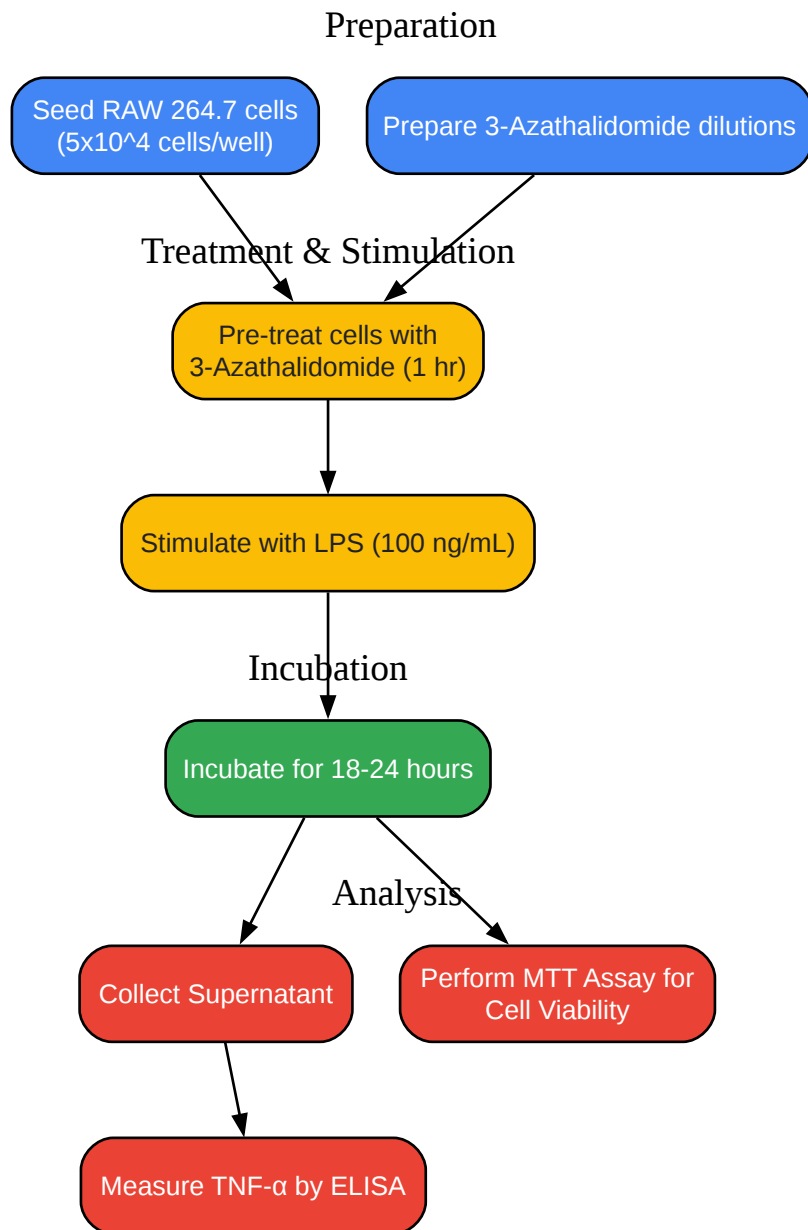 Preparation
Seed RAW 264.7 cells
(5x10^4 cells/well)
Prepare 3-Azathalidomide dilutions
Treatment & Stimulation
Pre-treat cells with
3-Azathalidomide (1 hr)
Stimulate with LPS (100 ng/mL)
Incubation
Incubate for 18-24 hours
Analysis
Collect Supernatant
Perform MTT Assay for
Cell Viability
Measure TNF-α by ELISA